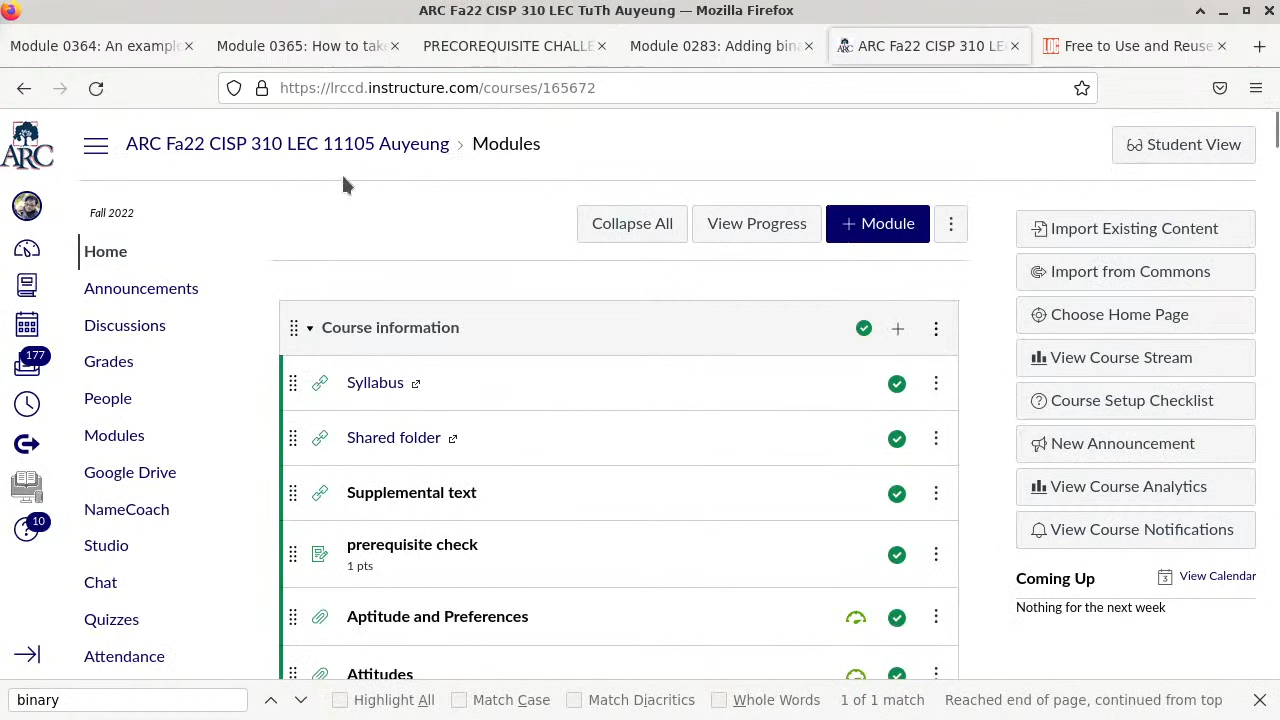 ARC Fa22 CISP 310 LEC TuTh Auyeung — Mozilla Firefox
Module 0364: An exampl
Module 0365: How to tak
PRECOREQUISITE CHALLE
Module 0283: Adding bin
ARC Fa22 CISP 310 LE
Free to Use and Reuse
https://lrccd.instructure.com/courses/165672
ARC
ARC Fa22 CISP 310 LEC 11105 Auyeung > Modules
Student View
Fall 2022
Home
Announcements
Discussions
Grades
People
Modules
Google Drive
NameCoach
Studio
Chat
Quizzes
Attendance
177
10
Collapse All
View Progress
+ Module
Course information
Syllabus
Shared folder
Supplemental text
prerequisite check
1 pts
Aptitude and Preferences
Attitudes
Import Existing Content
Import from Commons
Choose Home Page
View Course Stream
Course Setup Checklist
New Announcement
View Course Analytics
View Course Notifications
Coming Up
3
View Calendar
Nothing for the next week
binary
Highlight All
Match Case
Match Diacritics
Whole Words
1 of 1 match
Reached end of page, continued from top